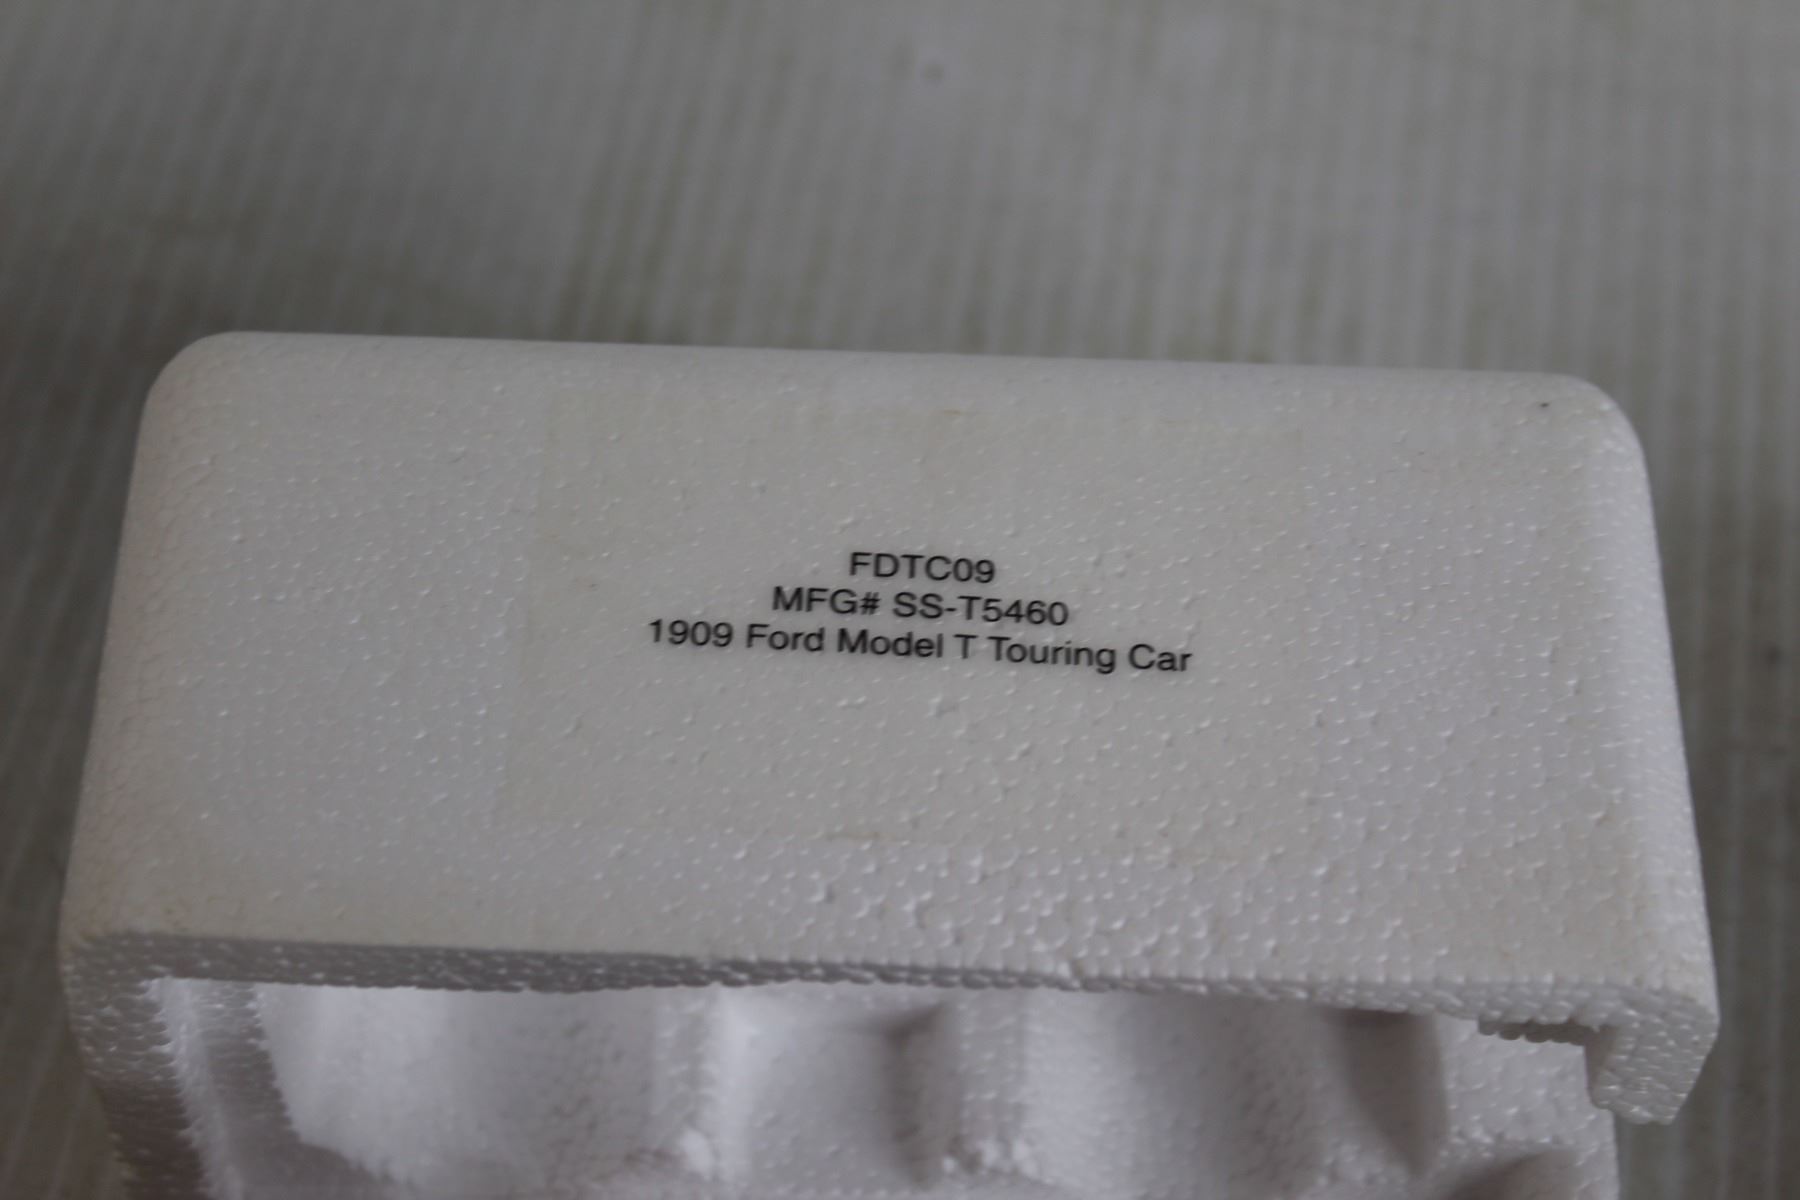 FDTC09
MFG# SS-T5460
1909 Ford Model T Touring Car